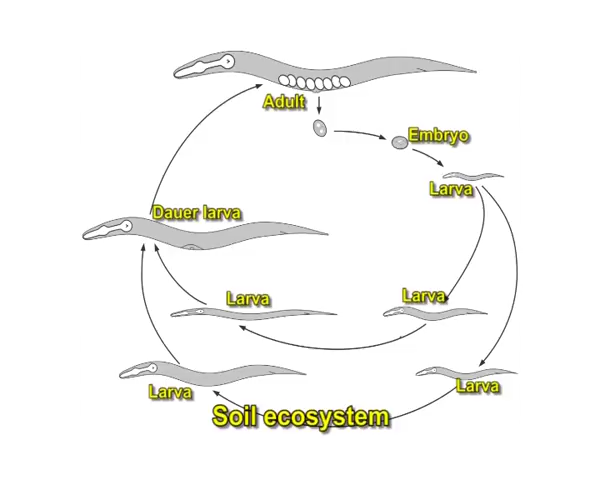 Adult
Embryo
Larva
Dauer larva
Larva
Larva
Larva
Larva
Soil ecosystem